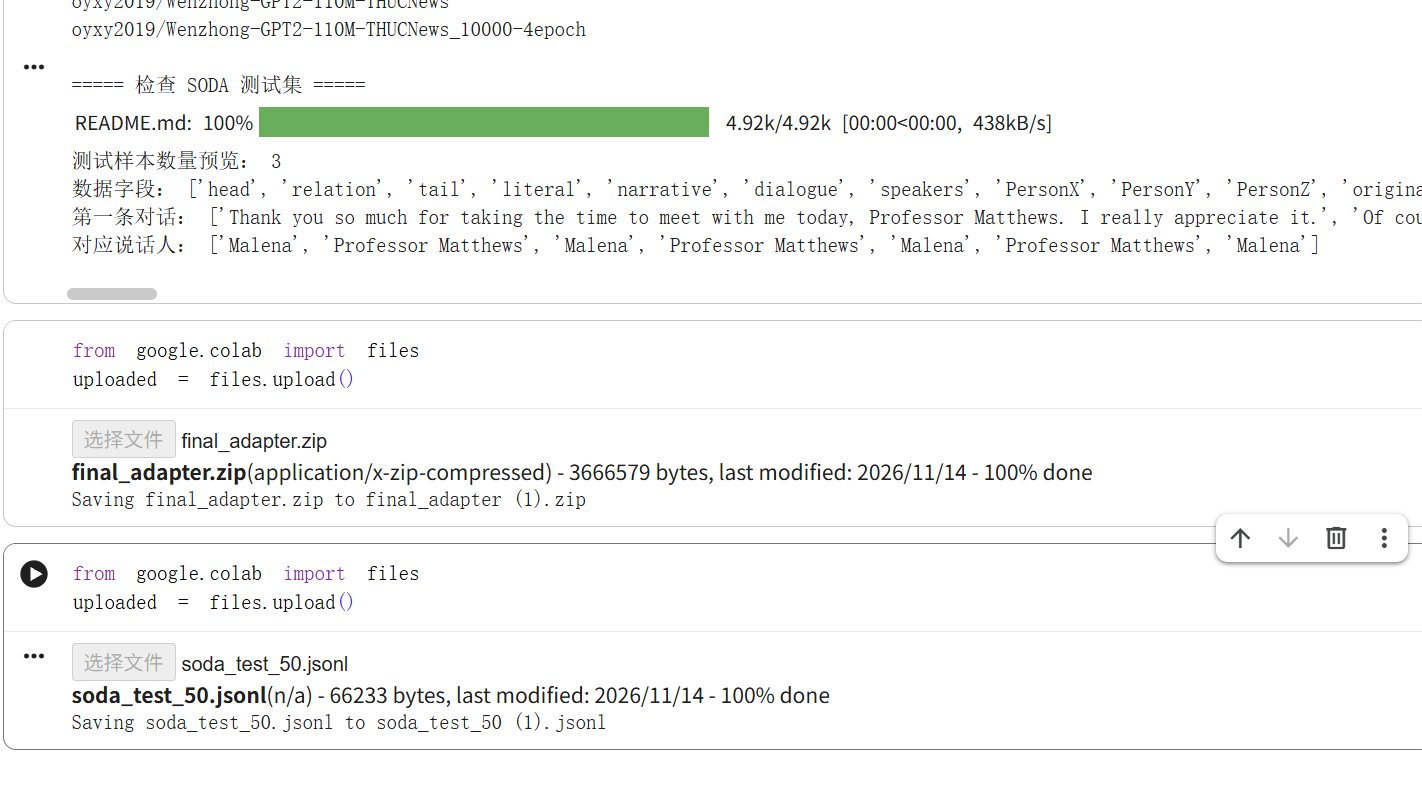 oyxy2019/Wenzhong-GPT2-110M-THUCNews
oyxy2019/Wenzhong-GPT2-110M-THUCNews_10000-4epoch
===== 检查 SODA 测试集 =====
README.md: 100% 4.92k/4.92k [00:00<00:00, 438kB/s]
测试样本数量预览： 3
数据字段： ['head', 'relation', 'tail', 'literal', 'narrative', 'dialogue', 'speakers', 'PersonX', 'PersonY', 'PersonZ', 'origina
第一条对话： ['Thank you so much for taking the time to meet with me today, Professor Matthews. I really appreciate it.', 'Of cou
对应说话人： ['Malena', 'Professor Matthews', 'Malena', 'Professor Matthews', 'Malena', 'Professor Matthews', 'Malena']
from google.colab import files
uploaded = files.upload()
选择文件 final_adapter.zip
final_adapter.zip(application/x-zip-compressed) - 3666579 bytes, last modified: 2026/11/14 - 100% done
Saving final_adapter.zip to final_adapter (1).zip
from google.colab import files
uploaded = files.upload()
选择文件 soda_test_50.jsonl
soda_test_50.jsonl(n/a) - 66233 bytes, last modified: 2026/11/14 - 100% done
Saving soda_test_50.jsonl to soda_test_50 (1).jsonl